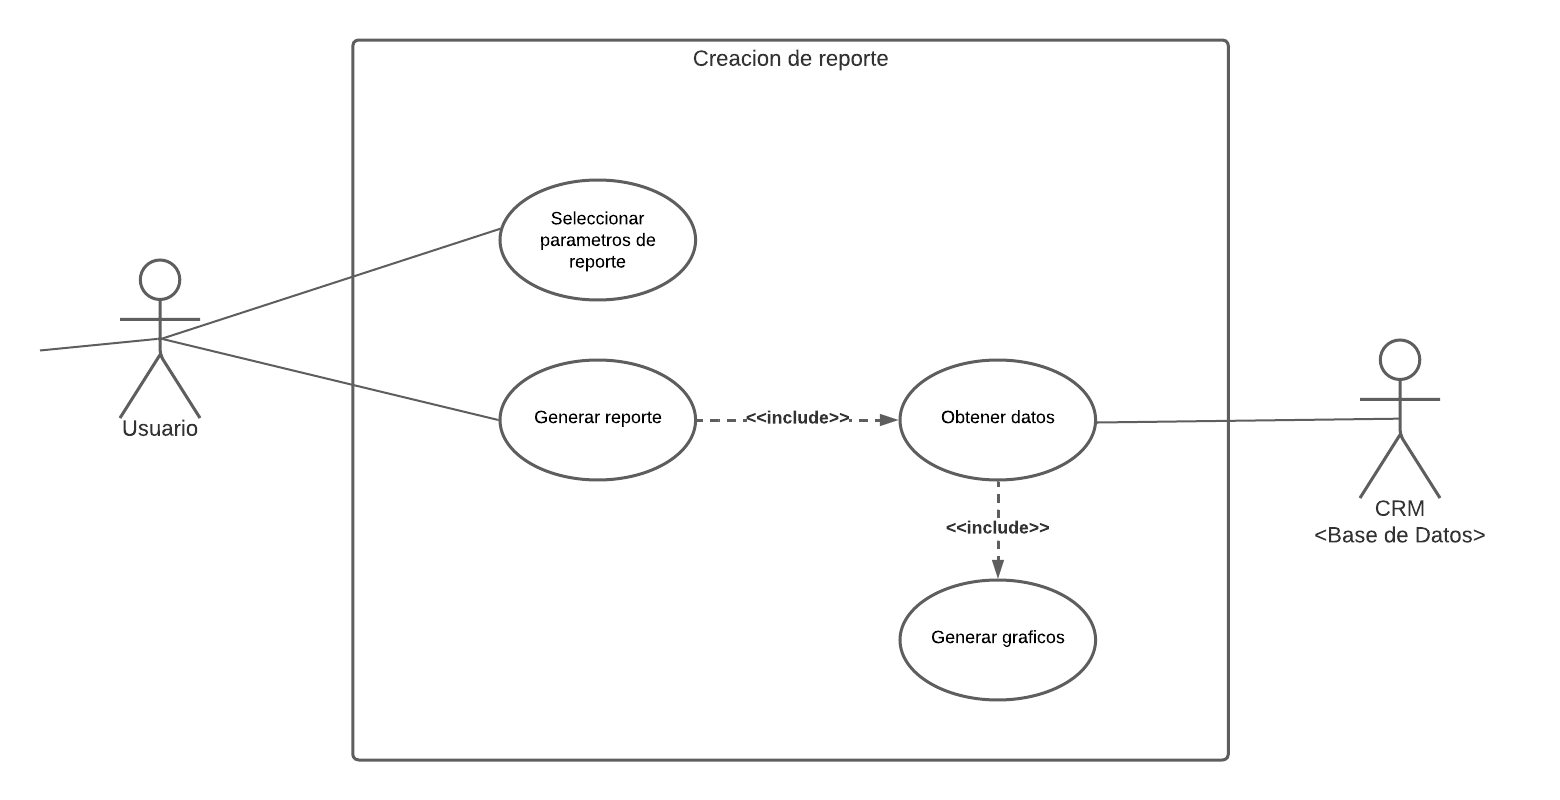 Creacion de reporte
Seleccionar
parametros de
reporte
Usuario
Generar reporte
<<include>>
Obtener datos
CRM
<Base de Datos>
<<include>>
Generar graficos